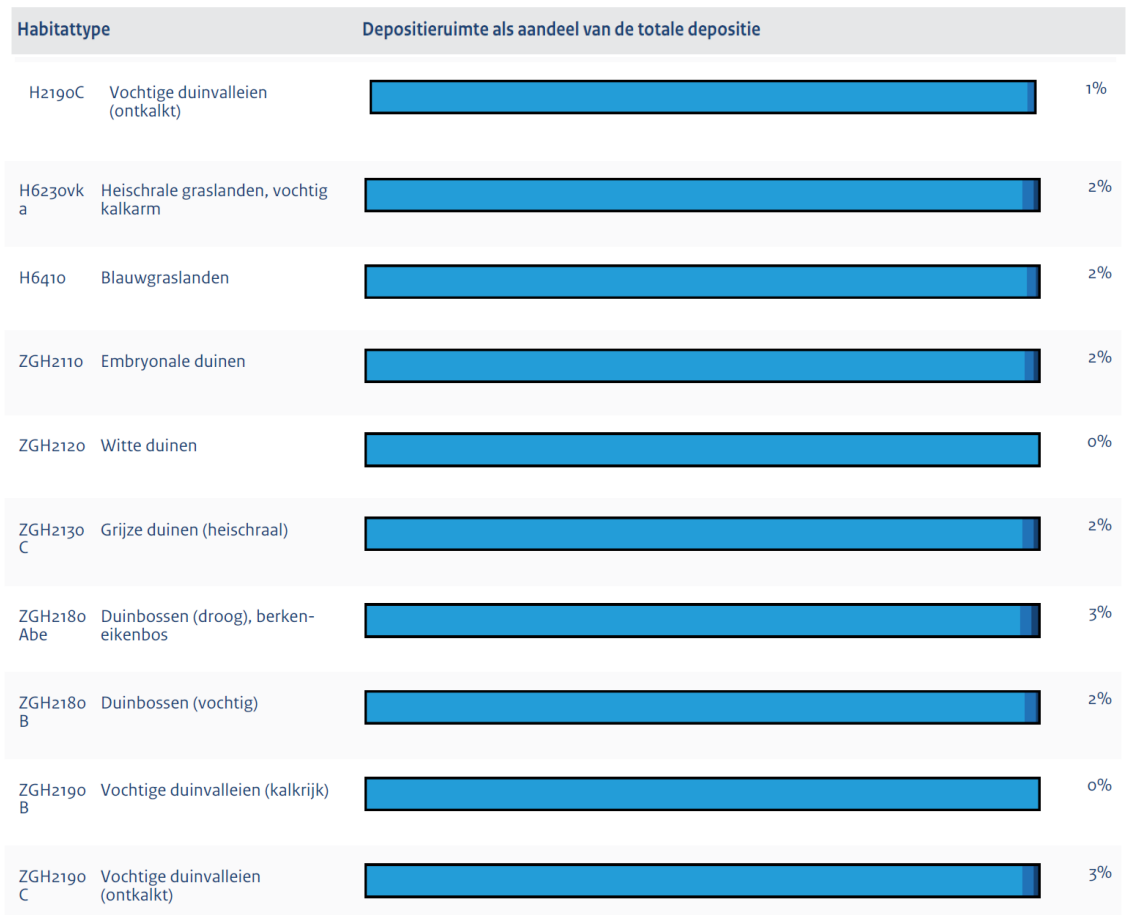 Habitattype Depositieruimte als aandeel van de totale depositie
H2190C Vochtige duinvalleien 1%
(ontkalkt)
H6230vk Heischrale graslanden, vochtig 2%
a kalkarm
H6410 Blauwgraslanden 2%
ZGH2110 Embryonale duinen 2%
ZGH2120 Witte duinen 0%
ZGH2130 Grijze duinen (heischraal) 2%
C
ZGH2180 Duinbossen (droog), berken- 3%
Abe eikenbos
ZGH2180 Duinbossen (vochtig) 2%
B
ZGH2190 Vochtige duinvalleien (kalkrijk) 0%
B
ZGH2190 Vochtige duinvalleien 3%
C (ontkalkt)